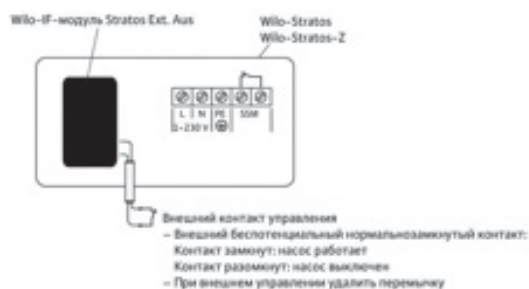 Wilo-IF-модуль Stratos Ext. Aus
Wilo-Stratos
Wilo-Stratos-Z
L N PE SSM
1~230 V
Внешний контакт управления
– Внешний беспотенциальный нормальнозамкнутый контакт:
Контакт замкнут: насос работает
Контакт разомкнут: насос выключен
– При внешнем управлении удалить перемычку